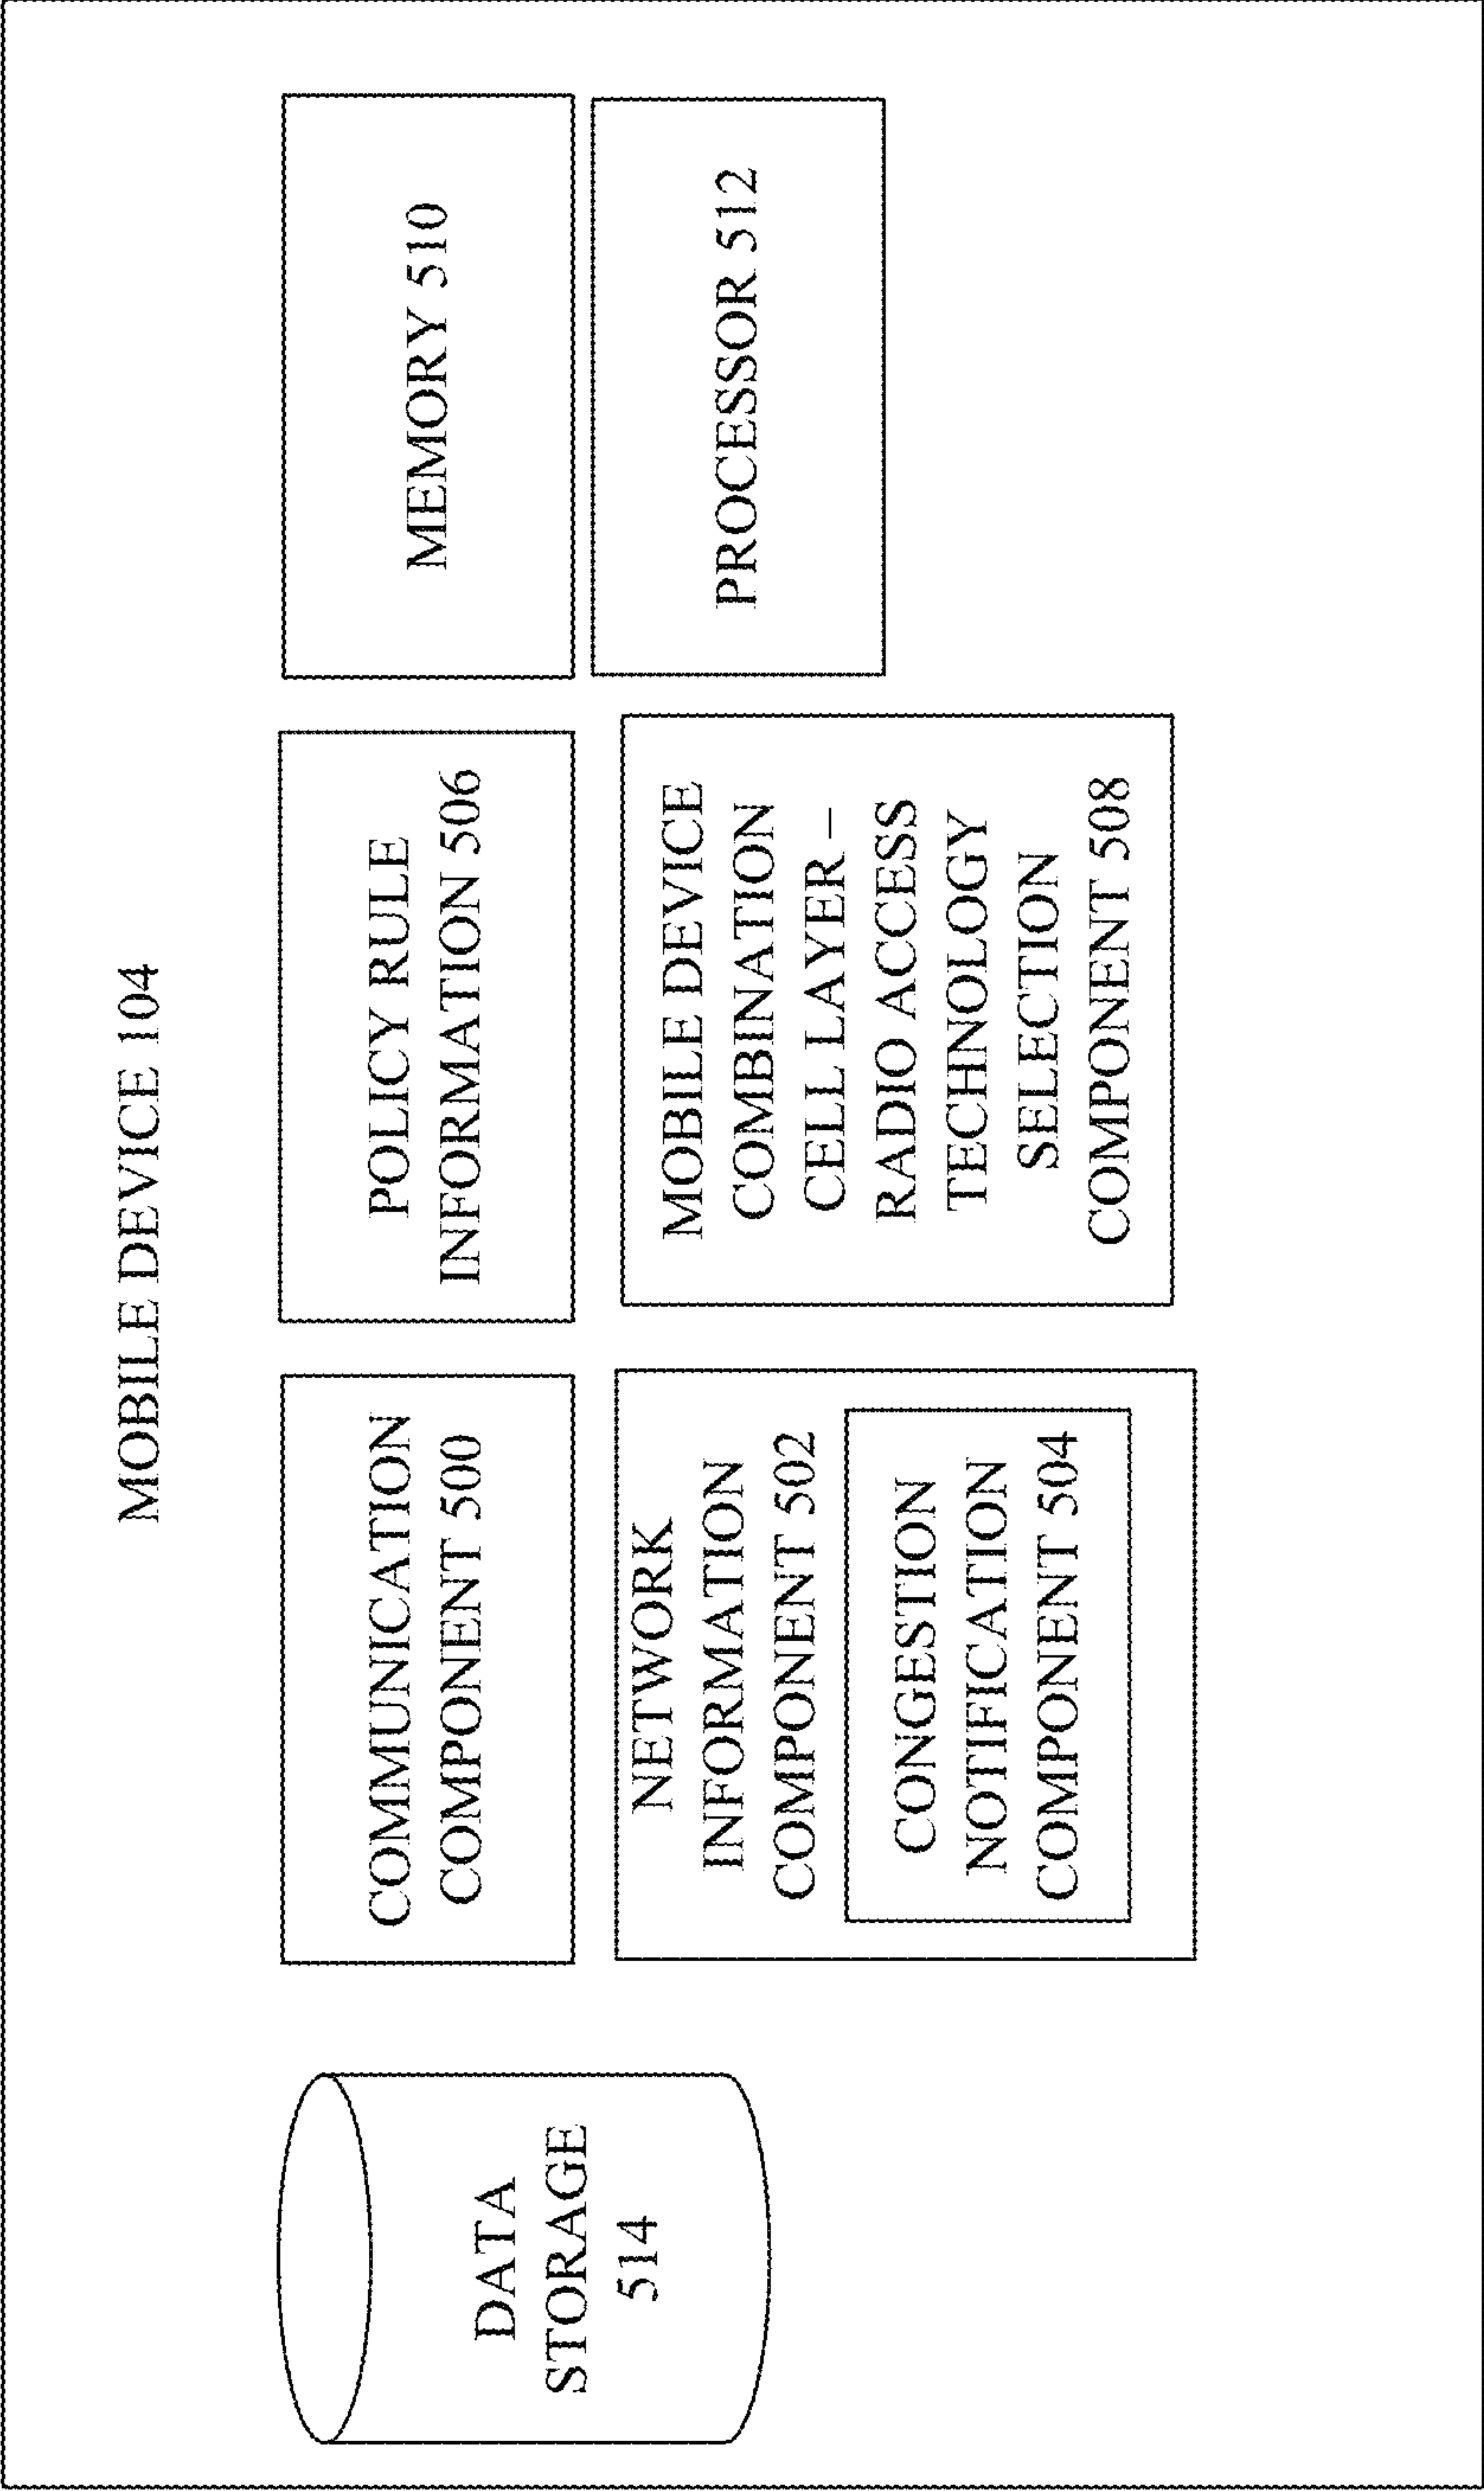 MOBILE DEVICE 104
DATA
STORAGE
514
COMMUNICATION
COMPONENT 500
NETWORK
INFORMATION
COMPONENT 502
CONGESTION
NOTIFICATION
COMPONENT 504
POLICY RULE
INFORMATION 506
MOBILE DEVICE
COMBINATION
CELL LAYER –
RADIO ACCESS
TECHNOLOGY
SELECTION
COMPONENT 508
MEMORY 510
PROCESSOR 512